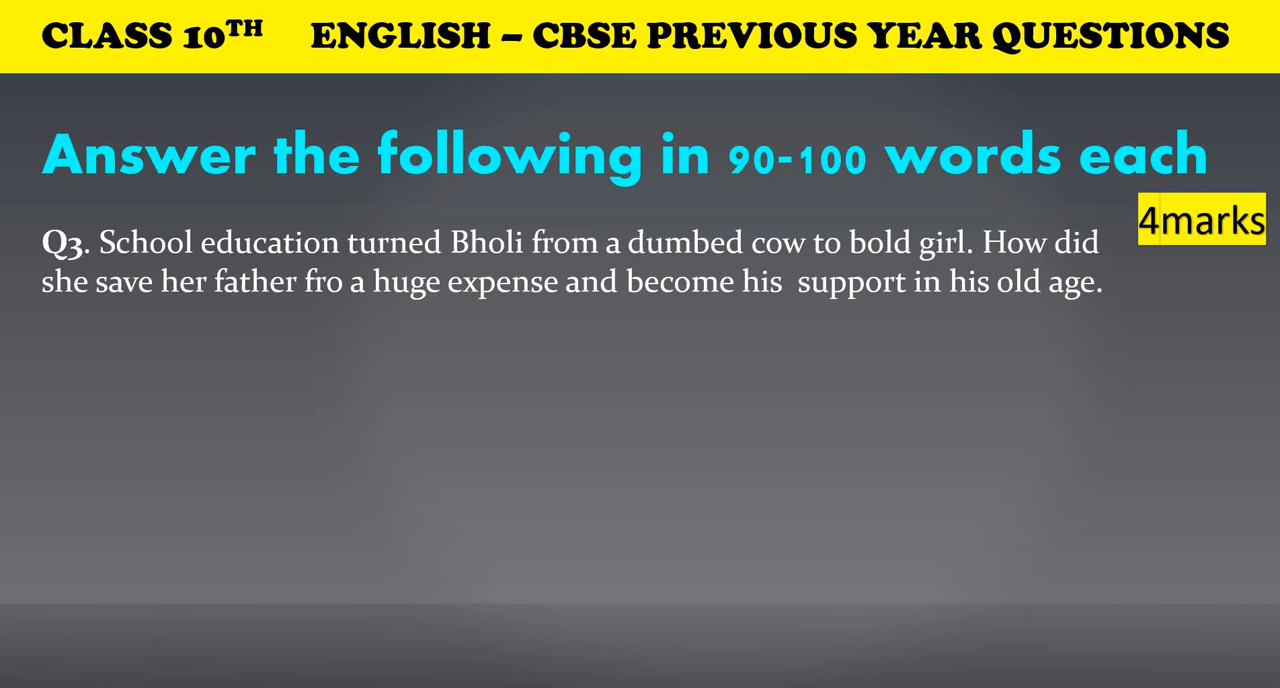 CLASS 10TH ENGLISH – CBSE PREVIOUS YEAR QUESTIONS
Answer the following in 90-100 words each
4marks
Q3. School education turned Bholi from a dumbed cow to bold girl. How did
she save her father fro a huge expense and become his support in his old age.